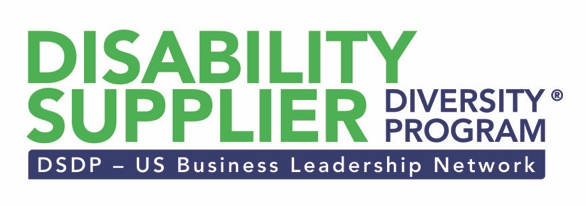 DISABILITY
SUPPLIER
DIVERSITY®
PROGRAM
DSDP – US Business Leadership Network